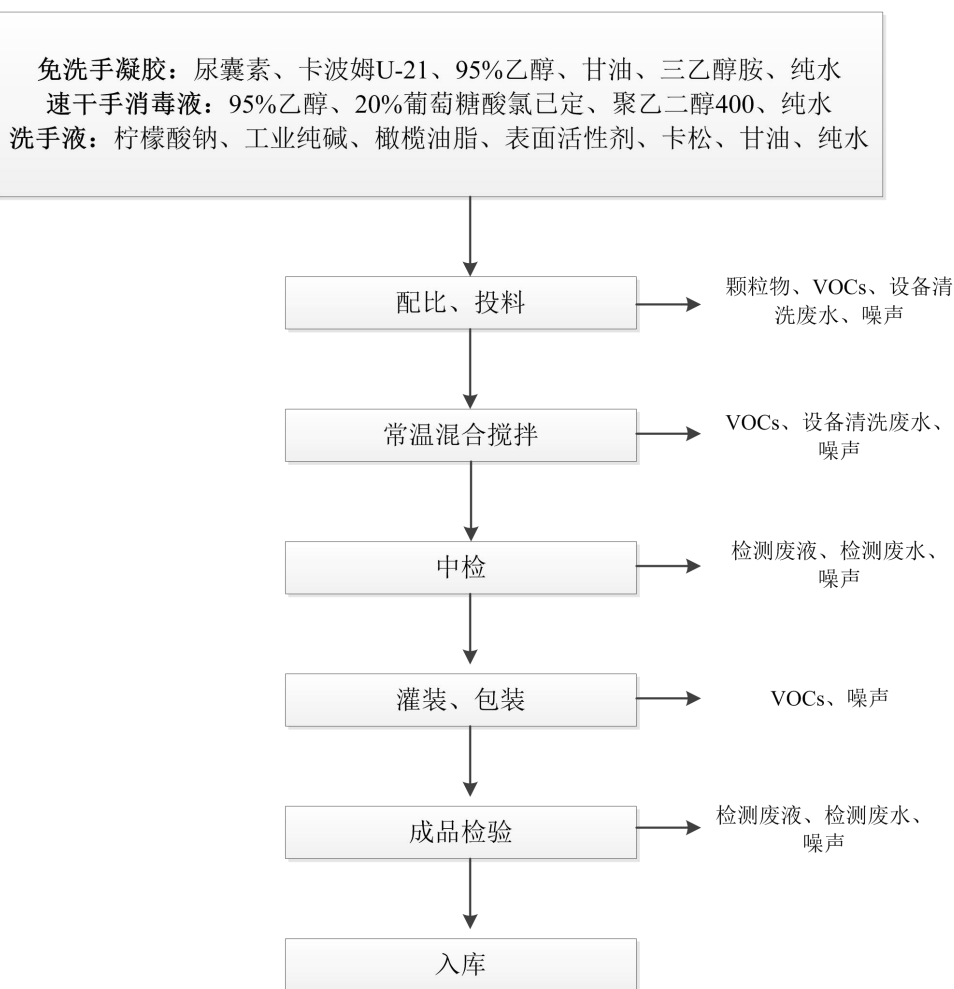 免洗手凝胶：尿囊素、卡波姆U-21、95%乙醇、甘油、三乙醇胺、纯水
速干手消毒液：95%乙醇、20%葡萄糖酸氯已定、聚乙二醇400、纯水
洗手液：柠檬酸钠、工业纯碱、橄榄油脂、表面活性剂、卡松、甘油、纯水
配比、投料
颗粒物、VOCs、设备清
洗废水、噪声
常温混合搅拌
VOCs、设备清洗废水、
噪声
中检
检测废液、检测废水、
噪声
灌装、包装
VOCs、噪声
成品检验
检测废液、检测废水、
噪声
入库